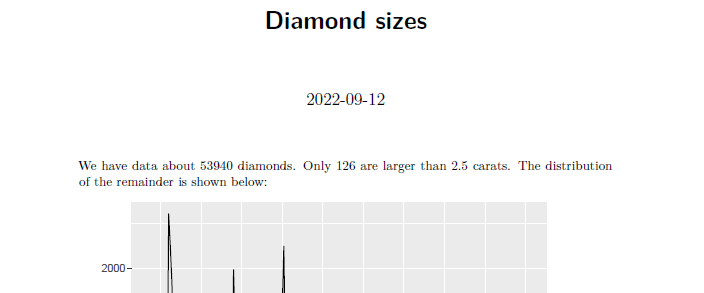 Diamond sizes
2022-09-12
We have data about 53940 diamonds. Only 126 are larger than 2.5 carats. The distribution
of the remainder is shown below:
2000